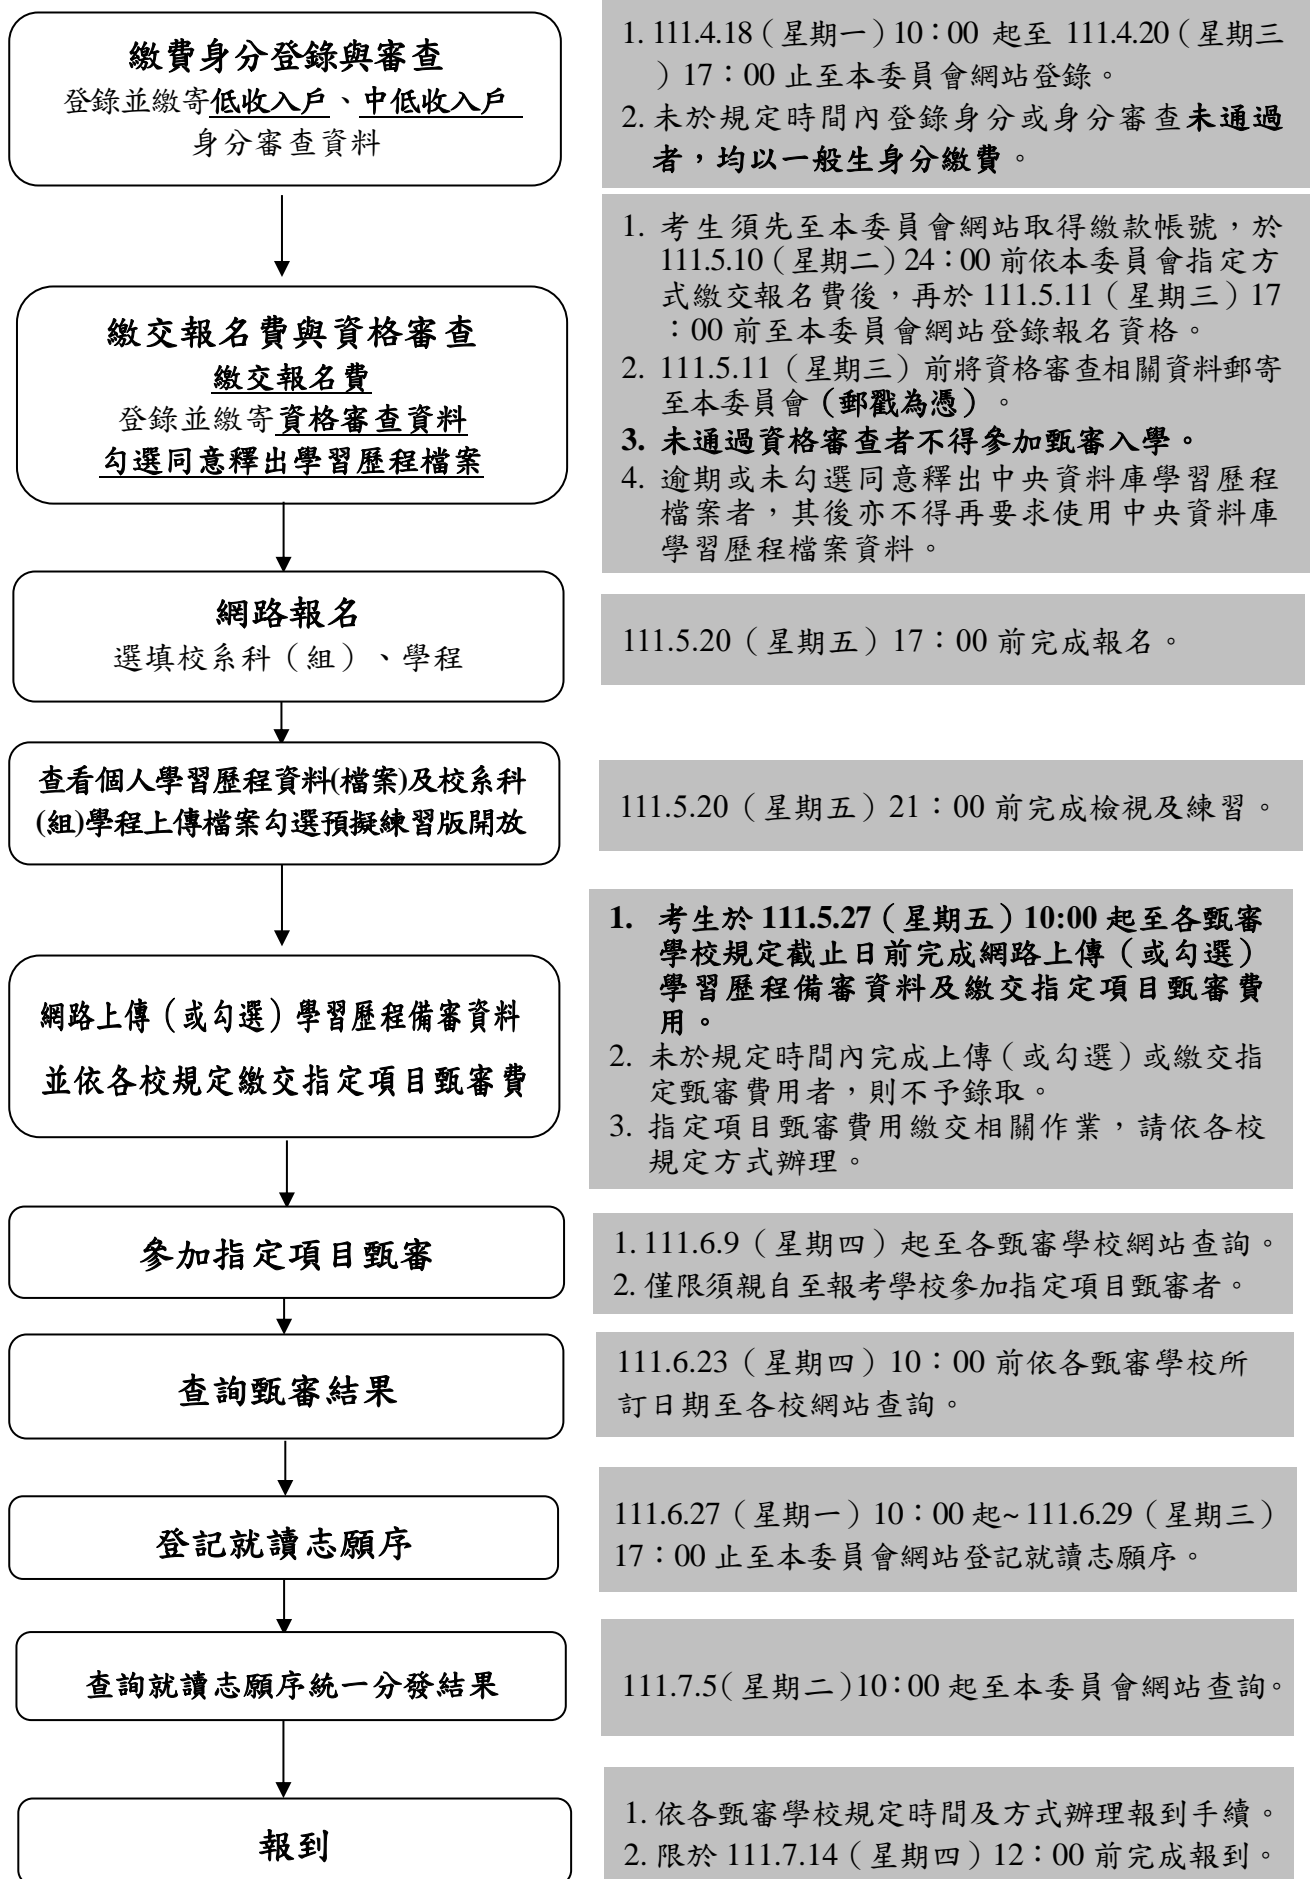 繳費身分登錄與審查
登錄並繳寄低收入戶、中低收入戶
身分審查資料
1. 111.4.18（星期一）10：00 起至 111.4.20（星期三
）17：00 止至本委員會網站登錄。
2. 未於規定時間內登錄身分或身分審查未通過
者，均以一般生身分繳費。
繳交報名費與資格審查
繳交報名費
登錄並繳寄資格審查資料
勾選同意釋出學習歷程檔案
1. 考生須先至本委員會網站取得繳款帳號，於
111.5.10（星期二）24：00 前依本委員會指定方
式繳交報名費後，再於 111.5.11（星期三）17
：00 前至本委員會網站登錄報名資格。
2. 111.5.11（星期三）前將資格審查相關資料郵寄
至本委員會（郵戳為憑）。
3. 未通過資格審查者不得參加甄審入學。
4. 逾期或未勾選同意釋出中央資料庫學習歷程
檔案者，其後亦不得再要求使用中央資料庫
學習歷程檔案資料。
網路報名
選填校系科（組）、學程
111.5.20（星期五）17：00 前完成報名。
查看個人學習歷程資料(檔案)及校系科
(組)學程上傳檔案勾選預擬練習版開放
111.5.20（星期五）21：00 前完成檢視及練習。
網路上傳（或勾選）學習歷程備審資料
並依各校規定繳交指定項目甄審費
1. 考生於 111.5.27（星期五）10:00 起至各甄審
學校規定截止日前完成網路上傳（或勾選）
學習歷程備審資料及繳交指定項目甄審費
用。
2. 未於規定時間內完成上傳（或勾選）或繳交指
定甄審費用者，則不予錄取。
3. 指定項目甄審費用繳交相關作業，請依各校
規定方式辦理。
參加指定項目甄審
1. 111.6.9（星期四）起至各甄審學校網站查詢。
2. 僅限須親自至報考學校參加指定項目甄審者。
查詢甄審結果
111.6.23（星期四）10：00 前依各甄審學校所
訂日期至各校網站查詢。
登記就讀志願序
111.6.27（星期一）10：00 起~111.6.29（星期三）
17：00 止至本委員會網站登記就讀志願序。
查詢就讀志願序統一分發結果
111.7.5(星期二)10：00 起至本委員會網站查詢。
報到
1. 依各甄審學校規定時間及方式辦理報到手續。
2. 限於 111.7.14（星期四）12：00 前完成報到。